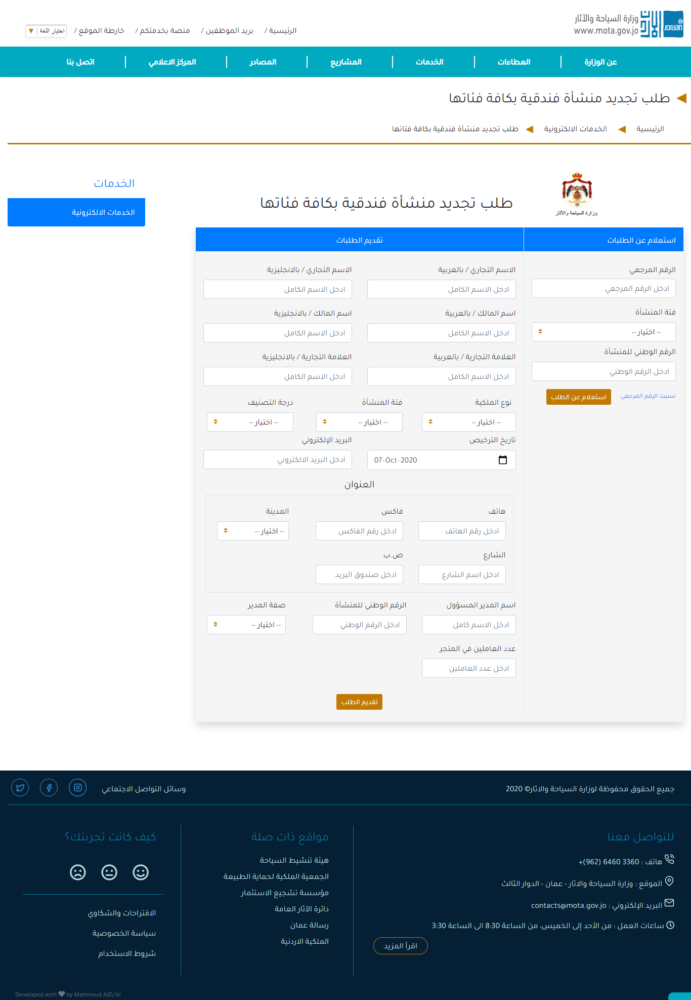 وزارة السياحة والآثار
www.mota.gov.jo
JORDAN
الرئيسية /
بريد الموظفين /
منصة بخدمتكم /
خارطة الموقع /
اختيار اللغة
عن الوزارة
العطاءات
الخدمات
المشاريع
المصادر
المركز الاعلامي
اتصل بنا
طلب تجديد منشأة فندقية بكافة فئاتها
الرئيسية
الخدمات الالكترونية
طلب تجديد منشأة فندقية بكافة فئاتها
وزارة السياحة والآثار
طلب تجديد منشأة فندقية بكافة فئاتها
الخدمات
الخدمات الالكترونية
استعلام عن الطلبات
الرقم المرجعي
ادخل الرقم المرجعي
فئة المنشأة
-- اختيار --
الرقم الوطني للمنشأة
ادخل الرقم الوطني
نسيت الرقم المرجعي
استعلام عن الطلب
تقديم الطلبات
الاسم التجاري / بالعربية
الاسم التجاري / بالانجليزية
ادخل الاسم الكامل
ادخل الاسم الكامل
اسم المالك / بالعربية
اسم المالك / بالانجليزية
ادخل الاسم الكامل
ادخل الاسم الكامل
العلامة التجارية / بالعربية
العلامة التجارية / بالانجليزية
ادخل الاسم الكامل
ادخل الاسم الكامل
نوع الملكية
فئة المنشأة
درجة التصنيف
-- اختيار --
-- اختيار --
-- اختيار --
تاريخ الترخيص
البريد الإلكتروني
07-Oct-2020
ادخل البريد الالكتروني
العنوان
هاتف
فاكس
المدينة
ادخل رقم الهاتف
ادخل رقم الفاكس
-- اختيار --
الشارع
ص.ب
ادخل اسم الشارع
ادخل صندوق البريد
اسم المدير المسؤول
الرقم الوطني للمنشأة
صفة المدير
ادخل الاسم كامل
ادخل الرقم الوطني
-- اختيار --
عدد العاملين في المتجر
ادخل عدد العاملين
تقديم الطلب
جميع الحقوق محفوظة لوزارة السياحة والاثار© 2020
وسائل التواصل الاجتماعي
للتواصل معنا
هاتف : 3360 6460 (962)+
الموقع : وزارة السياحة والاثار - عمان - الدوار الثالث
البريد الإلكتروني : contacts@mota.gov.jo
ساعات العمل : من الأحد إلى الخميس، من الساعة 8:30 الى الساعة 3:30
اقرأ المزيد
مواقع ذات صلة
هيئة تنشيط السياحة
الجمعية الملكية لحماية الطبيعة
مؤسسة تشجيع الاستثمار
دائرة الآثار العامة
رسالة عمان
الملكية الاردنية
كيف كانت تجربتك؟
الاقتراحات والشكاوي
سياسة الخصوصية
شروط الاستخدام
Developed with by Mahmoud AlZu'bi